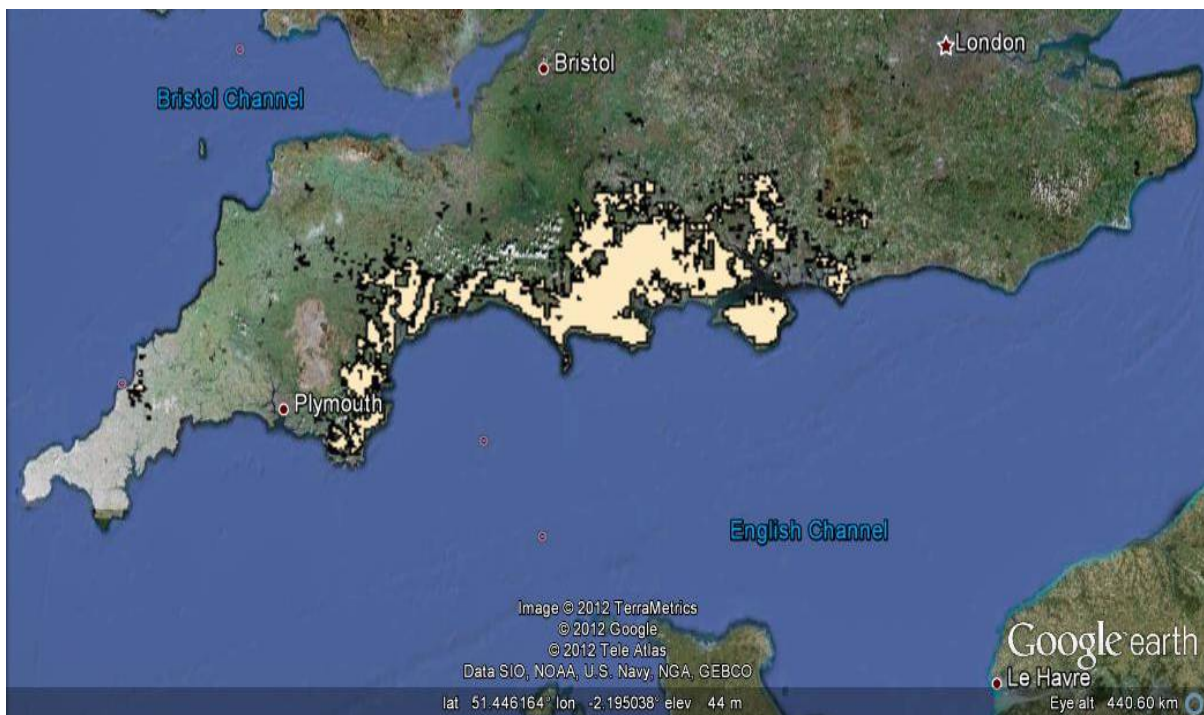 London
Bristol
Bristol Channel
Plymouth
English Channel
Image © 2012 TerraMetrics
© 2012 Google
© 2012 Tele Atlas
Data SIO, NOAA, U.S. Navy, NGA, GEBCO
Google earth
Le Havre
lat 51.446164° lon -2.195038° elev 44 m
Eye alt 440.60 km